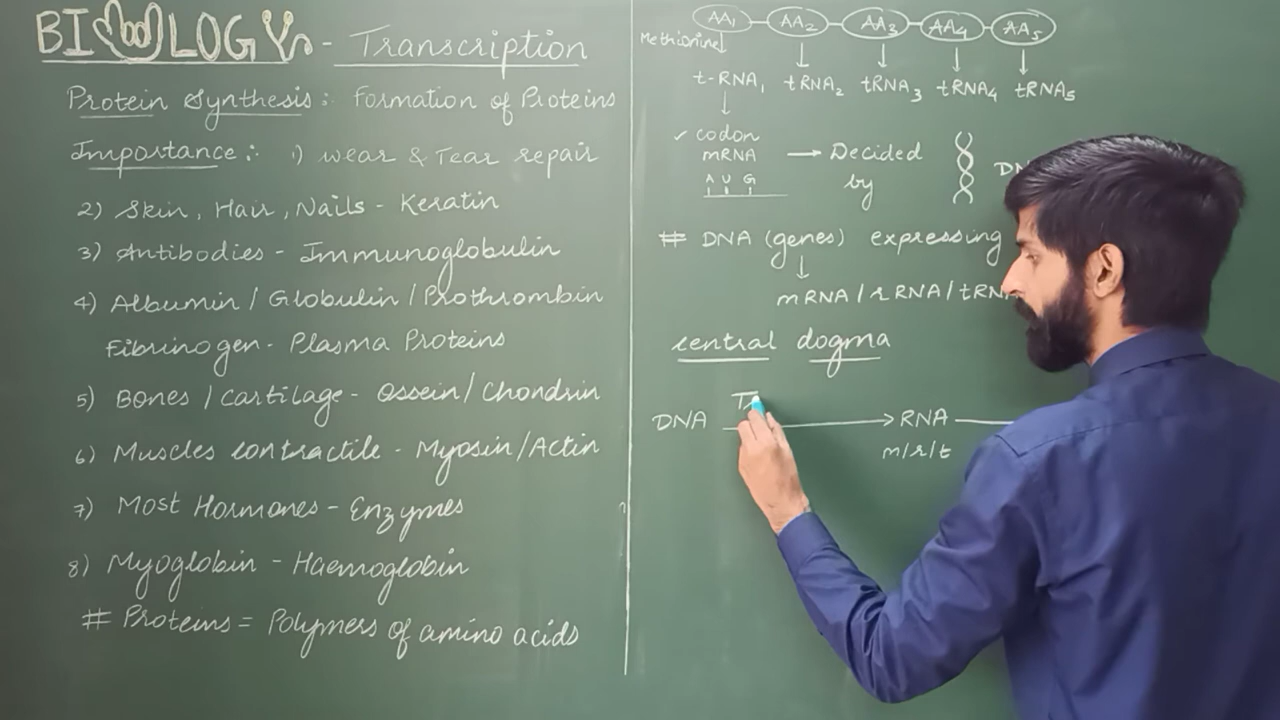 BIOLOGY - Transcription
Protein Synthesis: Formation of Proteins
Importance: 1) wear & Tear repair
2) Skin, Hair, Nails - Keratin
3) Antibodies - Immunoglobulin
4) Albumin / Globulin / Prothrombin
Fibrinogen - Plasma Proteins
5) Bones / Cartilage - Ossein / Chondrin
6) Muscles contractile - Myosin / Actin
7) Most Hormones - Enzymes
8) Myoglobin - Haemoglobin
# Proteins = Polymers of amino acids
AA1 AA2 AA3 AA4 AA5
Methionine
t-RNA1 tRNA2 tRNA3 tRNA4 tRNA5
✓ codon
mRNA → Decided by
A U G
# DNA (genes) expressing
mRNA / rRNA / tRNA
central dogma
DNA → RNA
m/r/t